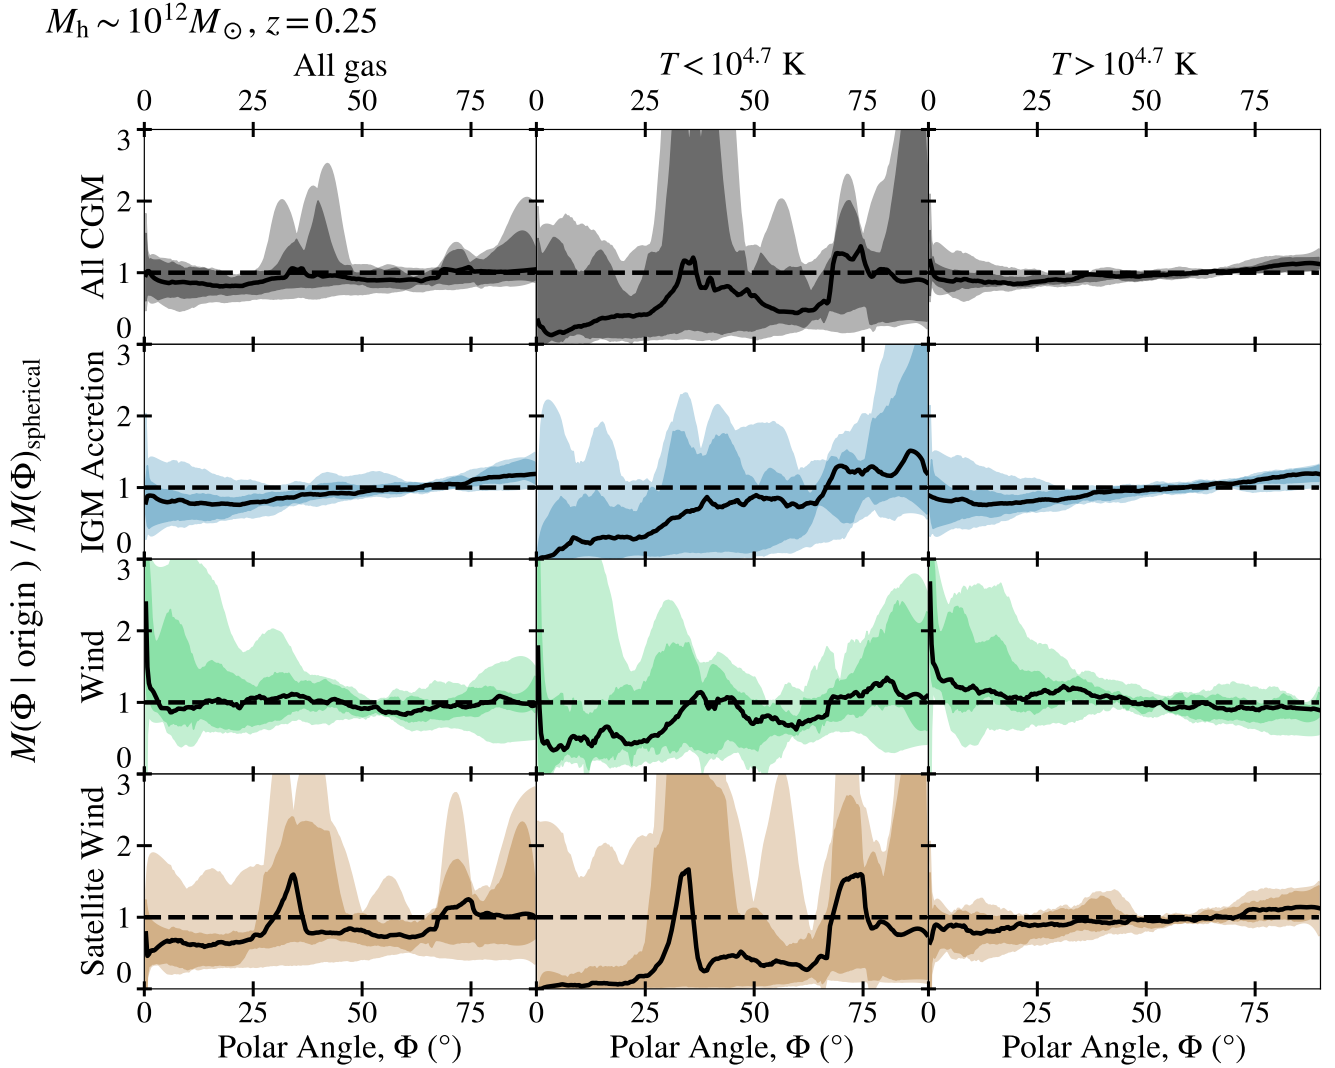 M_h ~ 10^12 M_⊙, z = 0.25
All gas
T < 10^4.7 K
T > 10^4.7 K
0 25 50 75 0 25 50 75 0 25 50 75
All CGM
3
2
1
0
IGM Accretion
3
2
1
0
Wind
3
2
1
0
Satellite Wind
3
2
1
0
M(Φ | origin ) / M(Φ)_spherical
0 25 50 75 0 25 50 75 0 25 50 75
Polar Angle, Φ (°)
Polar Angle, Φ (°)
Polar Angle, Φ (°)